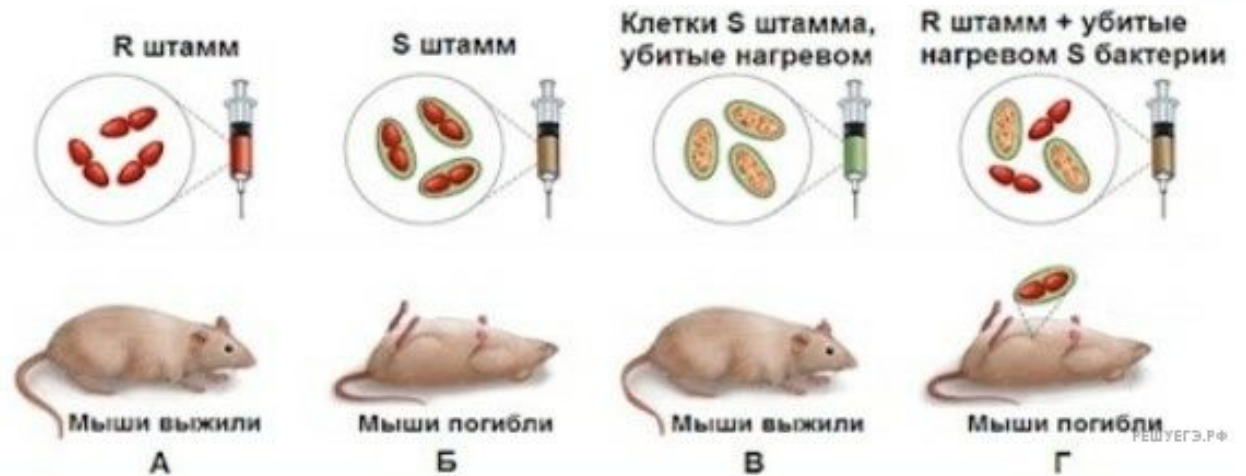 R штамм
S штамм
Клетки S штамма,
убитые нагревом
R штамм + убитые
нагревом S бактерии
Мыши выжили
Мыши погибли
Мыши выжили
Мыши погибли
РЕШУЕГЭ.РФ
А
Б
В
Г